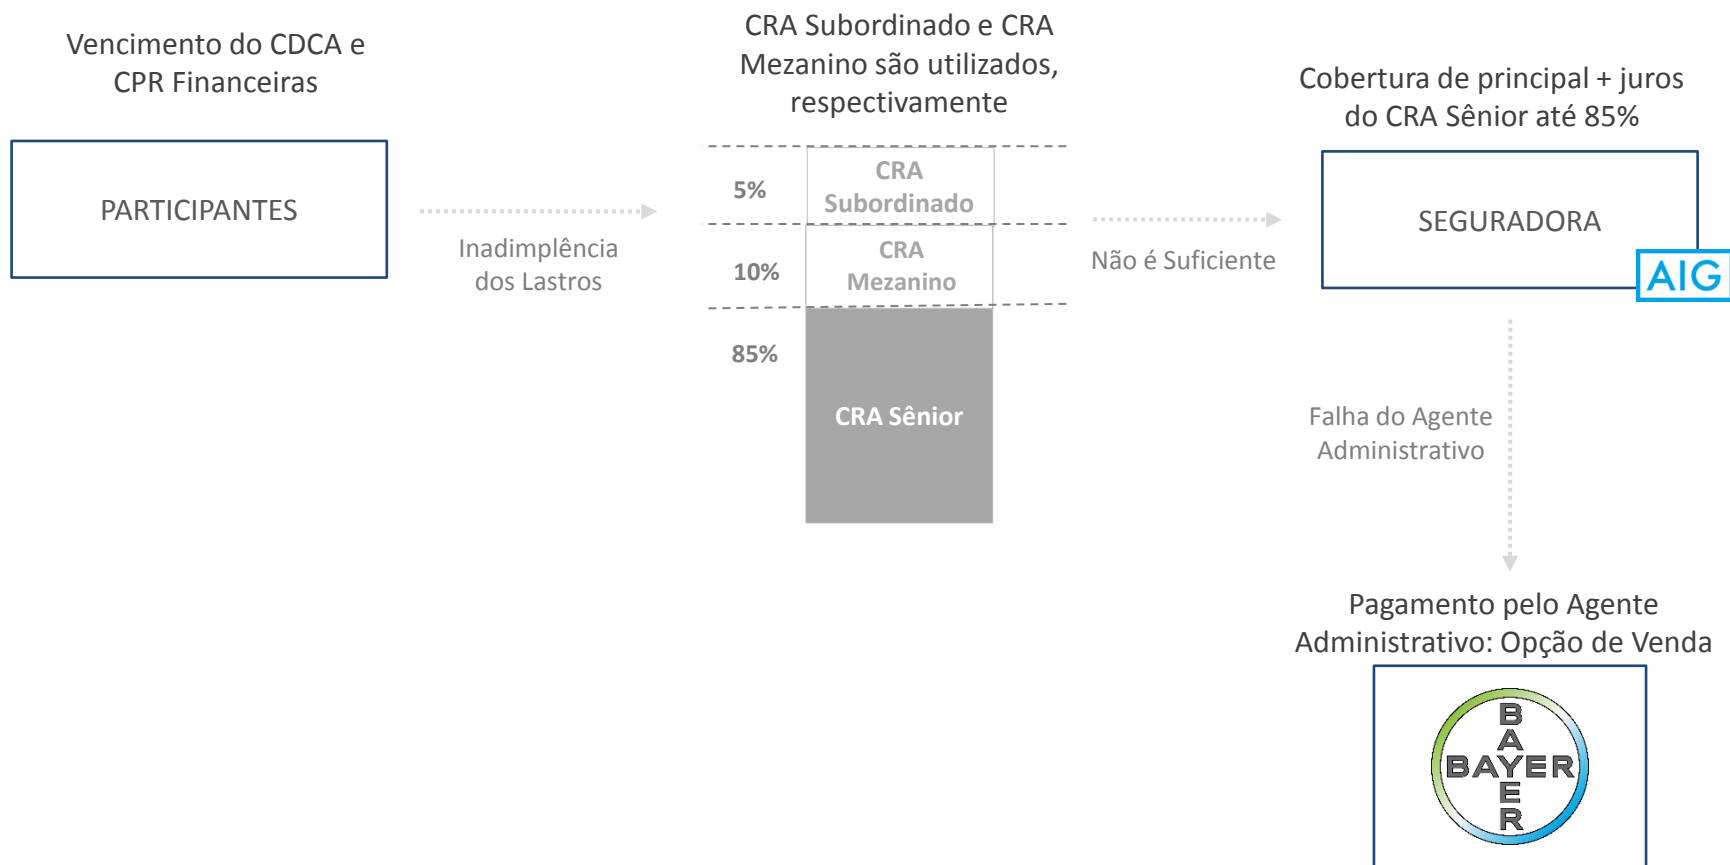 Vencimento do CDCA e
CPR Financeiras
PARTICIPANTES
Inadimplência
dos Lastros
CRA Subordinado e CRA
Mezanino são utilizados,
respectivamente
5%
CRA
Subordinado
10%
CRA
Mezanino
85%
CRA Sênior
Não é Suficiente
Cobertura de principal + juros
do CRA Sênior até 85%
SEGURADORA
AIG
Falha do Agente
Administrativo
Pagamento pelo Agente
Administrativo: Opção de Venda
BAYER
BAYER